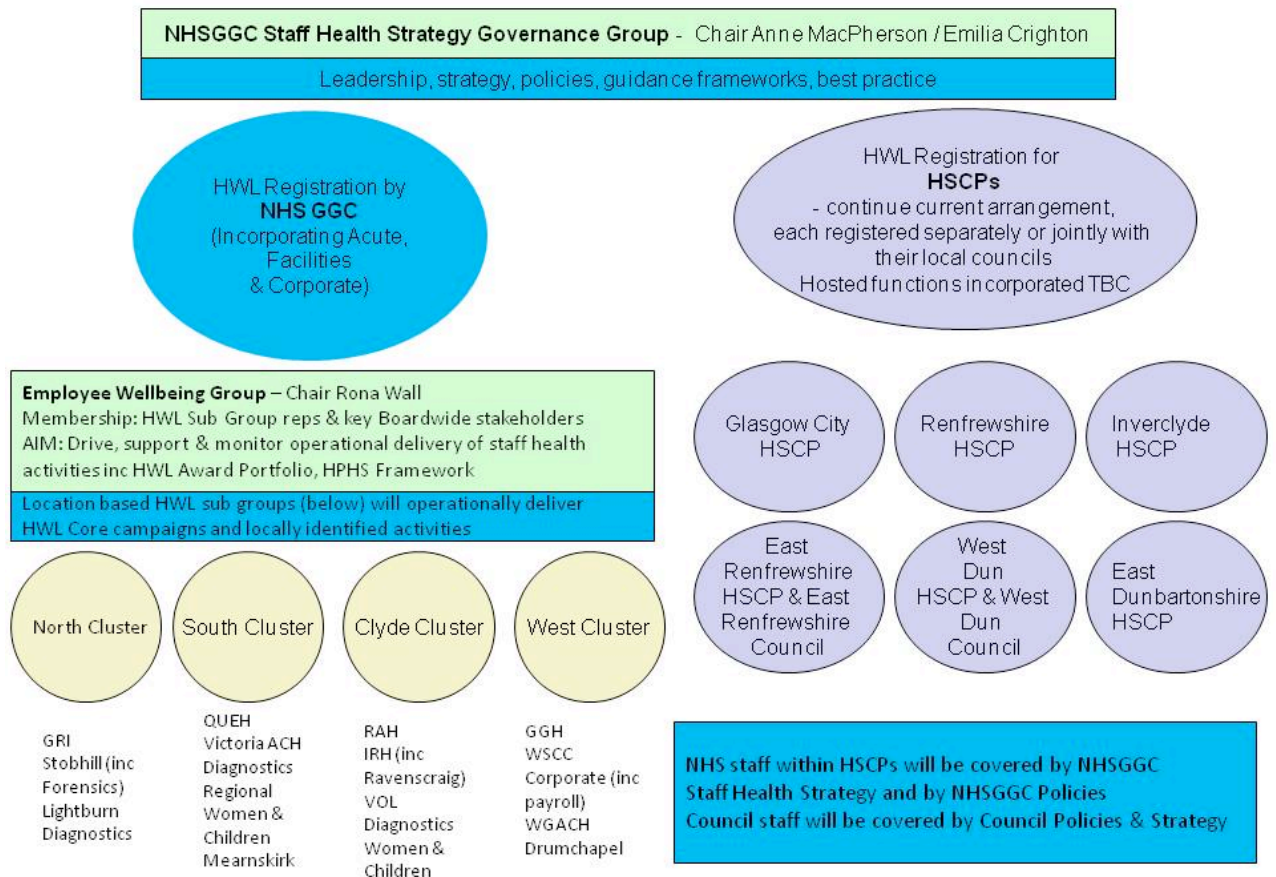 NHSGGC Staff Health Strategy Governance Group - Chair Anne MacPherson / Emilia Crighton
Leadership, strategy, policies, guidance frameworks, best practice
HWL Registration by
NHS GGC
(Incorporating Acute,
Facilities
& Corporate)
HWL Registration for
HSCPs
- continue current arrangement,
each registered separately or jointly with
their local councils
Hosted functions incorporated TBC
Employee Wellbeing Group – Chair Rona Wall
Membership: HWL Sub Group reps & key Boardwide stakeholders
AIM: Drive, support & monitor operational delivery of staff health
activities inc HWL Award Portfolio, HPHS Framework
Location based HWL sub groups (below) will operationally deliver
HWL Core campaigns and locally identified activities
Glasgow City
HSCP
Renfrewshire
HSCP
Inverclyde
HSCP
East
Renfrewshire
HSCP & East
Renfrewshire
Council
West
Dun
HSCP & West
Dun
Council
East
Dunbartonshire
HSCP
North Cluster
South Cluster
Clyde Cluster
West Cluster
GRI
Stobhill (inc
Forensics)
Lightburn
Diagnostics
QUEH
Victoria ACH
Diagnostics
Regional
Women &
Children
Mearnskirk
RAH
IRH (inc
Ravenscraig)
VOL
Diagnostics
Women &
Children
GGH
WSCC
Corporate (inc
payroll)
WGACH
Drumchapel
NHS staff within HSCPs will be covered by NHSGGC
Staff Health Strategy and by NHSGGC Policies
Council staff will be covered by Council Policies & Strategy